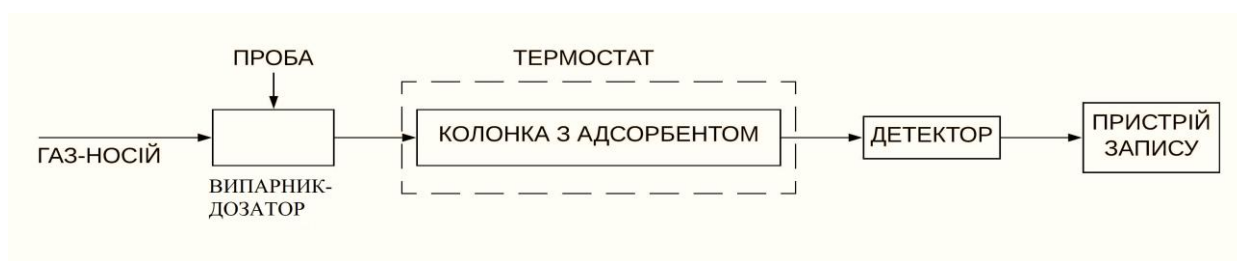 ПРОБА
ТЕРМОСТАТ
ГАЗ-НОСІЙ
ВИПАРНИК-
ДОЗАТОР
КОЛОНКА З АДСОРБЕНТОМ
ДЕТЕКТОР
ПРИСТРІЙ
ЗАПИСУ